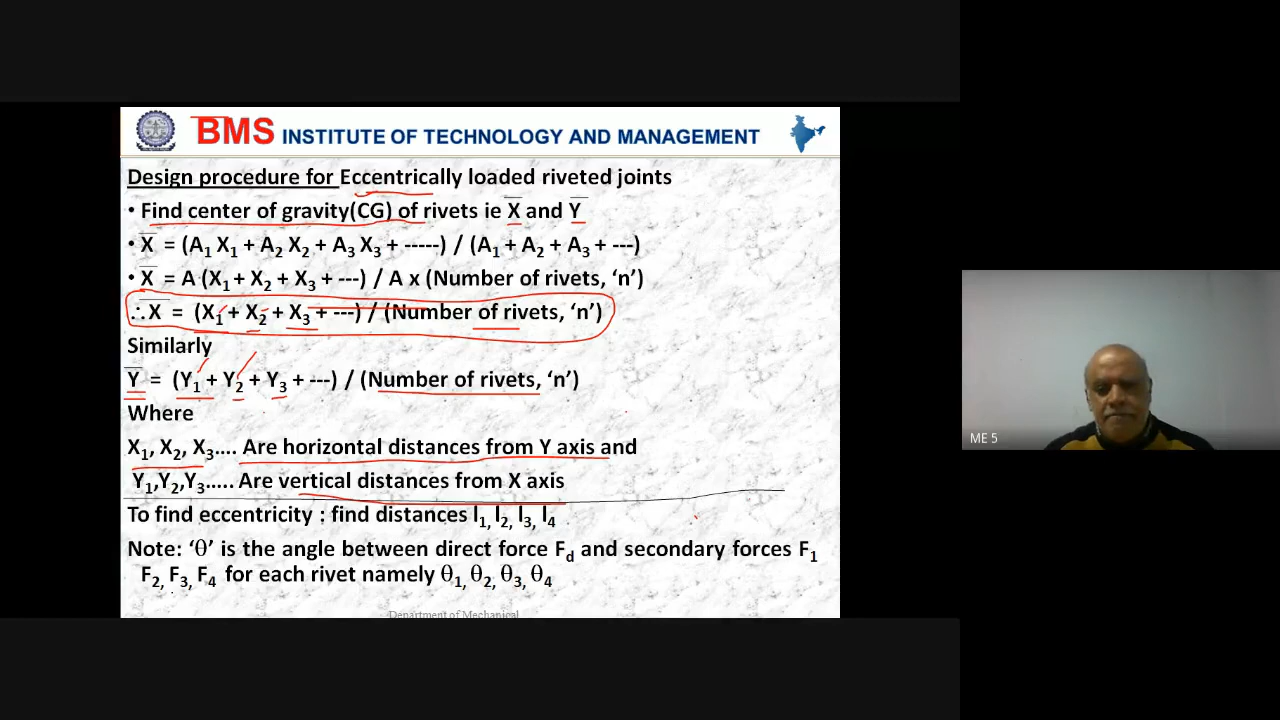 BMS INSTITUTE OF TECHNOLOGY AND MANAGEMENT
Design procedure for Eccentrically loaded riveted joints
• Find center of gravity(CG) of rivets ie X̅ and Y̅
• X̅ = (A₁ X₁ + A₂ X₂ + A₃ X₃ + -----) / (A₁ + A₂ + A₃ + ---)
• X̅ = A (X₁ + X₂ + X₃ + ---) / A x (Number of rivets, ‘n’)
∴X̅ = (X₁ + X₂ + X₃ + ---) / (Number of rivets, ‘n’)
Similarly
Y̅ = (Y₁ + Y₂ + Y₃ + ---) / (Number of rivets, ‘n’)
Where
X₁, X₂, X₃.... Are horizontal distances from Y axis and
Y₁,Y₂,Y₃..... Are vertical distances from X axis
To find eccentricity : find distances l₁, l₂, l₃, l₄
Note: ‘θ’ is the angle between direct force F_d and secondary forces F₁
F₂, F₃, F₄ for each rivet namely θ₁, θ₂, θ₃, θ₄
Department of Mechanical
ME 5